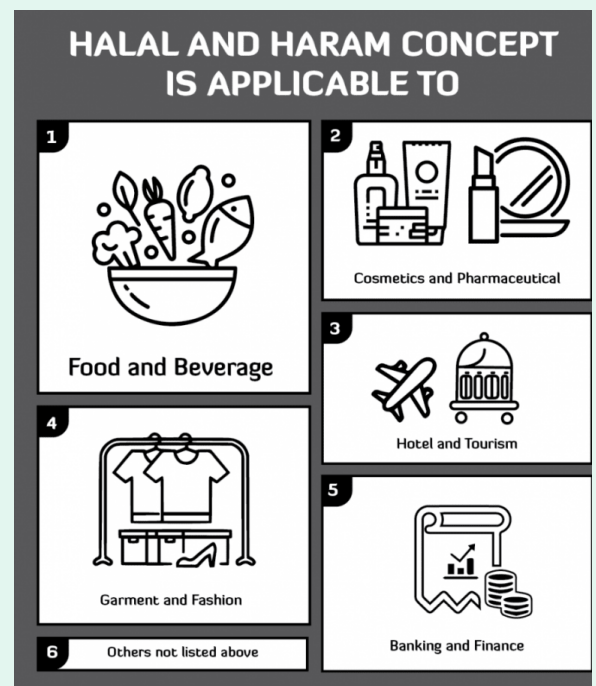 HALAL AND HARAM CONCEPT
IS APPLICABLE TO
1
Food and Beverage
2
Cosmetics and Pharmaceutical
3
Hotel and Tourism
4
Garment and Fashion
5
Banking and Finance
6
Others not listed above